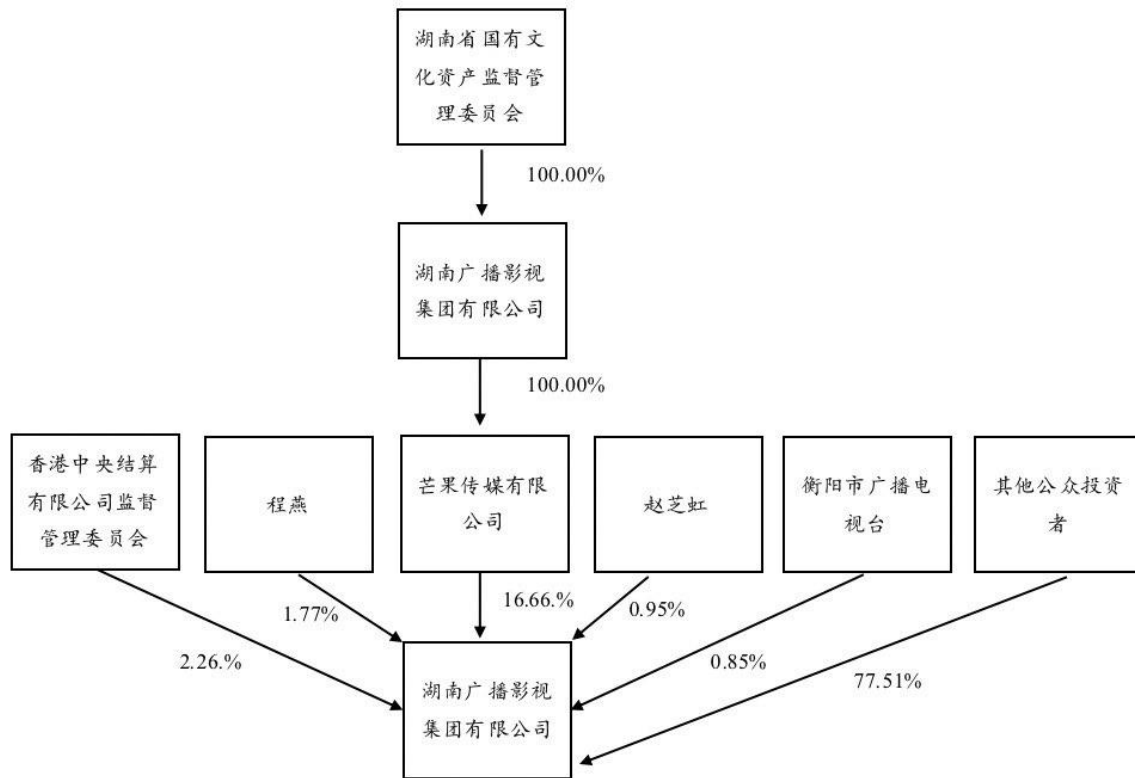 湖南省国有文
化资产监督管
理委员会
100.00%
湖南广播影视
集团有限公司
100.00%
香港中央结算
有限公司监督
管理委员会
程燕
芒果传媒有限
公司
赵芝虹
衡阳市广播电
视台
其他公众投资
者
2.26.%
1.77%
16.66.%
0.95%
0.85%
77.51%
湖南广播影视
集团有限公司